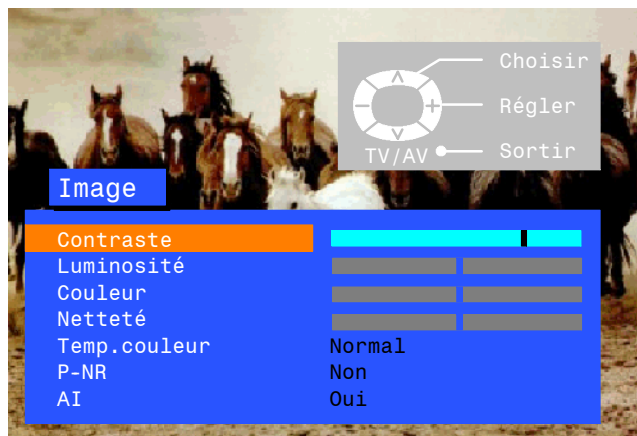 Choisir
Régler
TV/AV Sortir
Image
Contraste
Luminosité
Couleur
Netteté
Temp.couleur Normal
P-NR Non
AI Oui